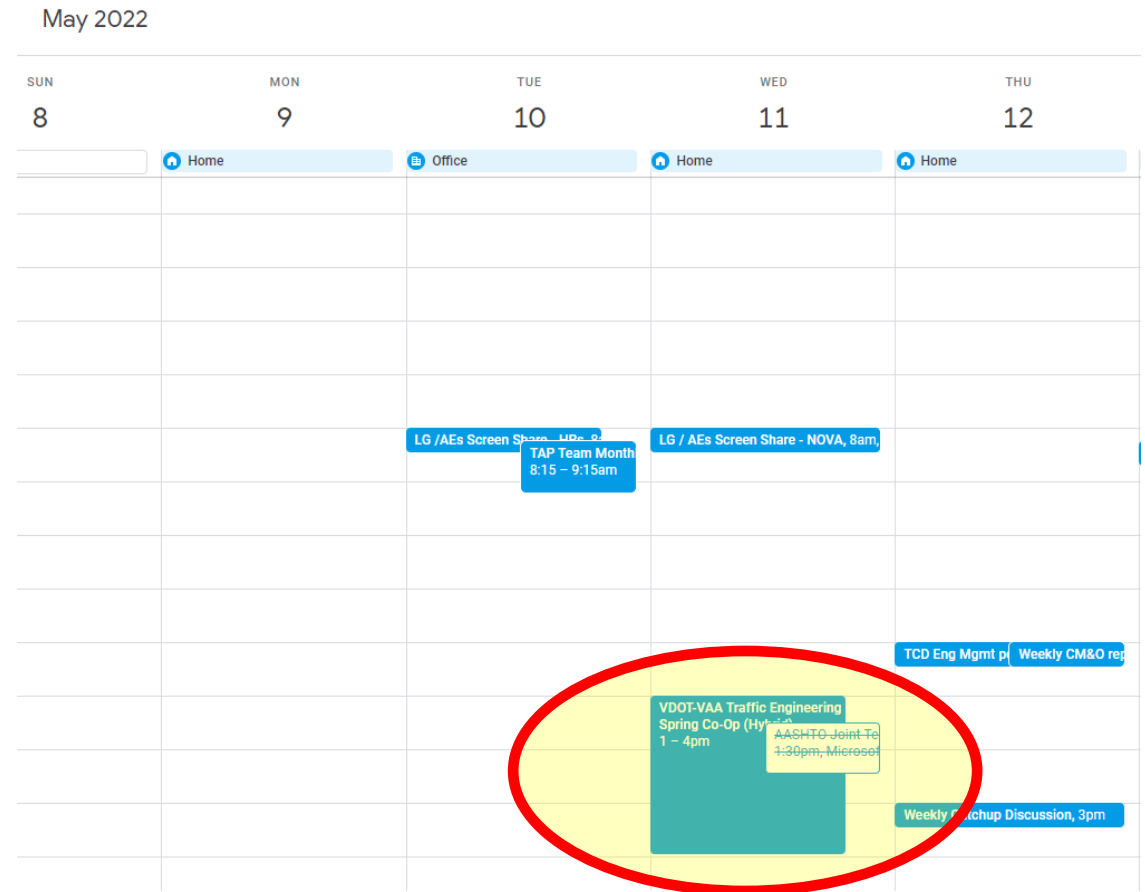 May 2022
SUN
MON
TUE
WED
THU
8
9
10
11
12
Home
Office
Home
Home
LG /AEs Screen Share - HRs, 8
TAP Team Month
8:15 – 9:15am
LG / AEs Screen Share - NOVA, 8am,
TCD Eng Mgmt
Weekly CM&O rep
VDOT-VAA Traffic Engineering
Spring Co-Op (Hybrid)
1 – 4pm
AASHTO Joint Te
1:30pm, Microsof
Weekly Catchup Discussion, 3pm